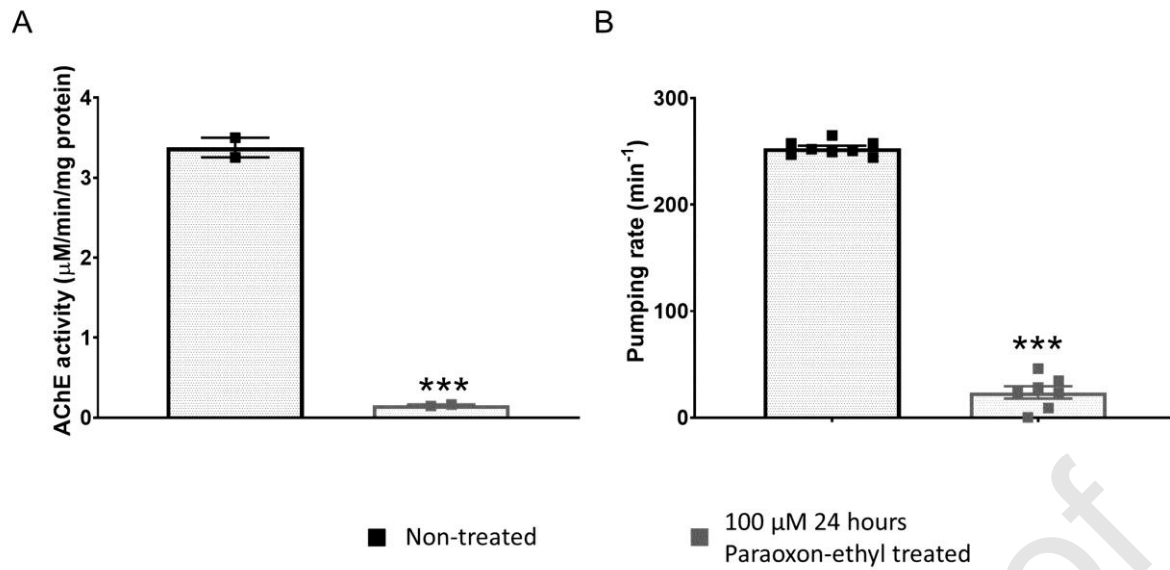 A
AChE activity (μM/min/mg protein)
4
3
2
1
0
***
B
Pumping rate (min⁻¹)
300
200
100
0
***
Non-treated
100 μM 24 hours
Paraoxon-ethyl treated